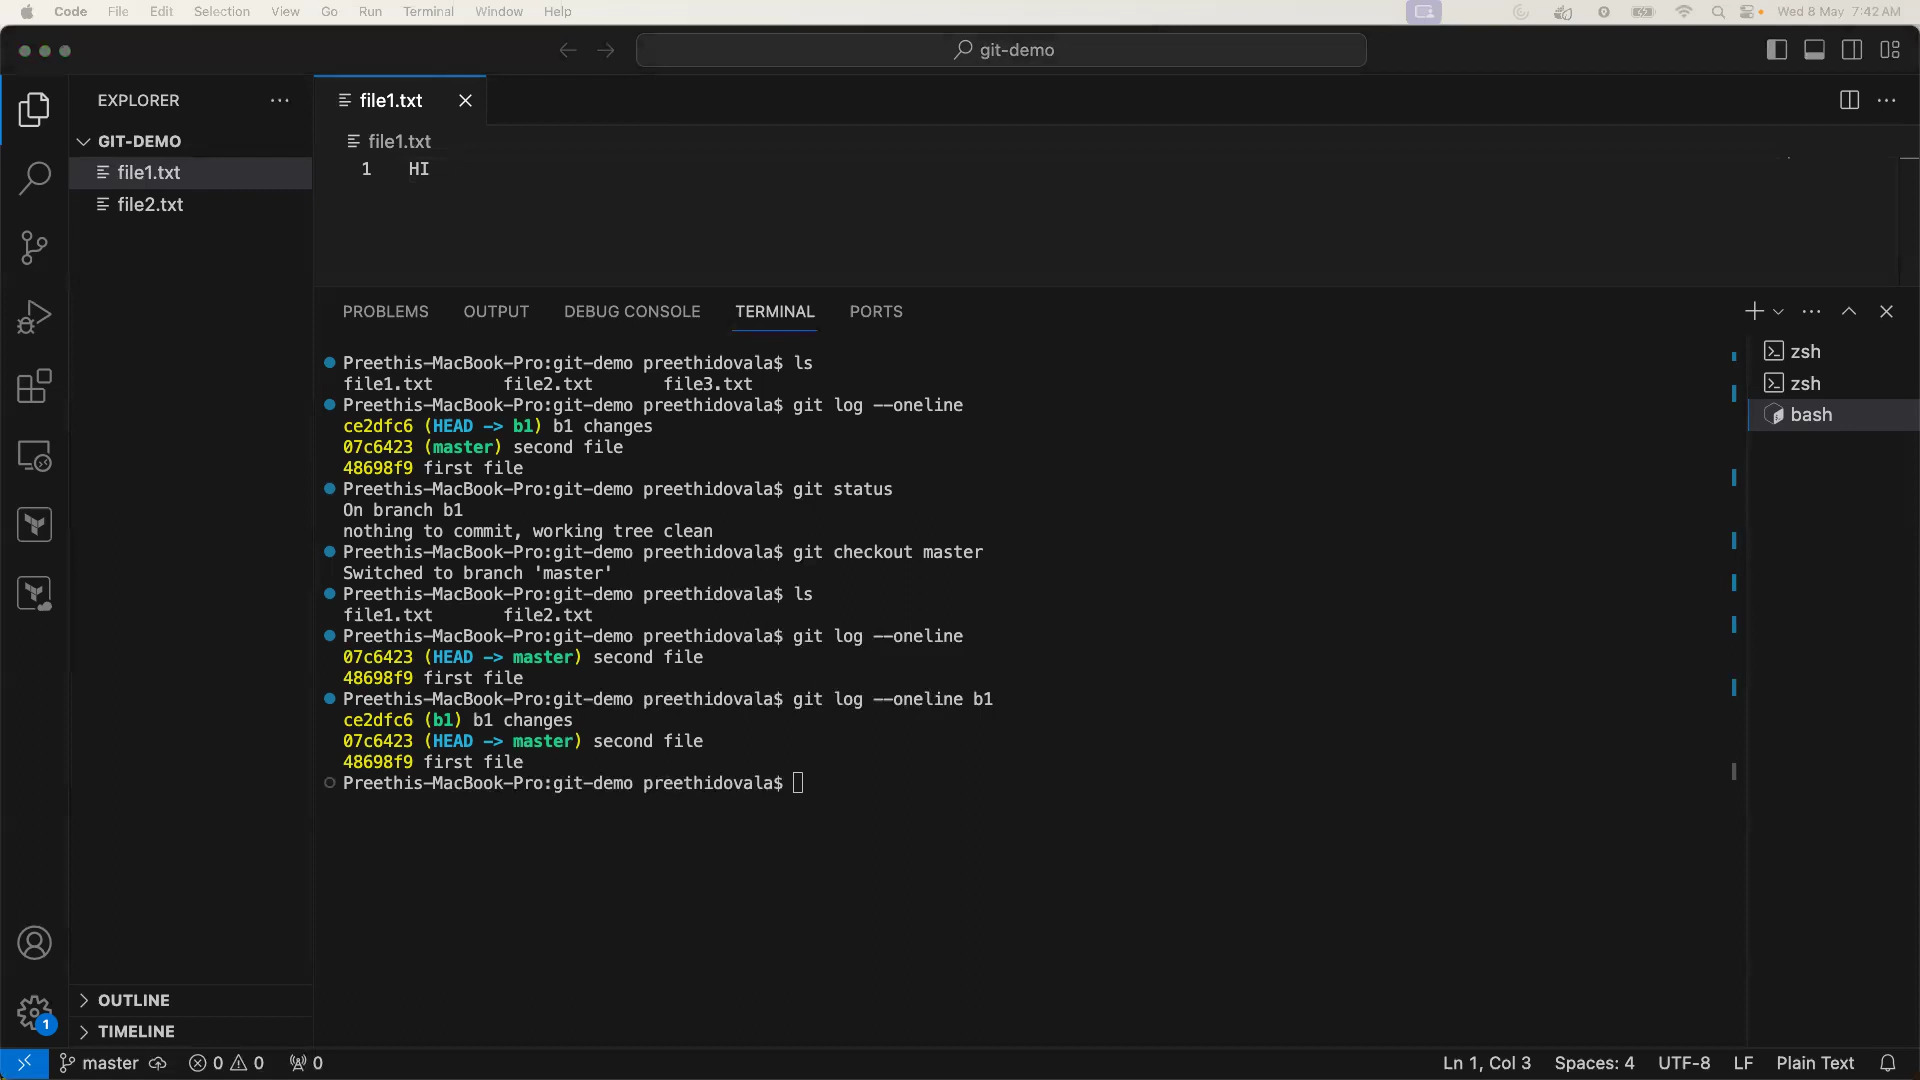 Code File Edit Selection View Go Run Terminal Window Help Wed 8 May 7:42 AM
git-demo
EXPLORER
file1.txt
GIT-DEMO
file1.txt
file2.txt
file1.txt
1 HI
PROBLEMS OUTPUT DEBUG CONSOLE TERMINAL PORTS
Preethis-MacBook-Pro:git-demo preethidovala$ ls
file1.txt file2.txt file3.txt
Preethis-MacBook-Pro:git-demo preethidovala$ git log --oneline
ce2dfc6 (HEAD -> b1) b1 changes
07c6423 (master) second file
48698f9 first file
Preethis-MacBook-Pro:git-demo preethidovala$ git status
On branch b1
nothing to commit, working tree clean
Preethis-MacBook-Pro:git-demo preethidovala$ git checkout master
Switched to branch 'master'
Preethis-MacBook-Pro:git-demo preethidovala$ ls
file1.txt file2.txt
Preethis-MacBook-Pro:git-demo preethidovala$ git log --oneline
07c6423 (HEAD -> master) second file
48698f9 first file
Preethis-MacBook-Pro:git-demo preethidovala$ git log --oneline b1
ce2dfc6 (b1) b1 changes
07c6423 (HEAD -> master) second file
48698f9 first file
Preethis-MacBook-Pro:git-demo preethidovala$
zsh
zsh
bash
OUTLINE
1
TIMELINE
master 0 0 0 Ln 1, Col 3 Spaces: 4 UTF-8 LF Plain Text